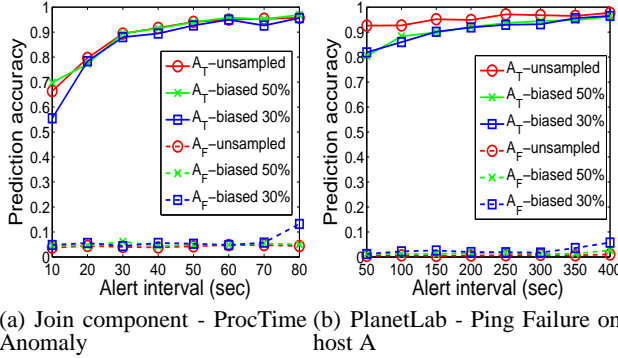 Prediction accuracy
1
0.9
0.8
0.7
0.6
0.5
0.4
0.3
0.2
0.1
0
10 20 30 40 50 60 70 80
Alert interval (sec)
A_T-unsampled
A_T-biased 50%
A_T-biased 30%
A_F-unsampled
A_F-biased 50%
A_F-biased 30%
(a) Join component - ProcTime
Anomaly
Prediction accuracy
1
0.9
0.8
0.7
0.6
0.5
0.4
0.3
0.2
0.1
0
50 100 150 200 250 300 350 400
Alert interval (sec)
A_T-unsampled
A_T-biased 50%
A_T-biased 30%
A_F-unsampled
A_F-biased 50%
A_F-biased 30%
(b) PlanetLab - Ping Failure on
host A